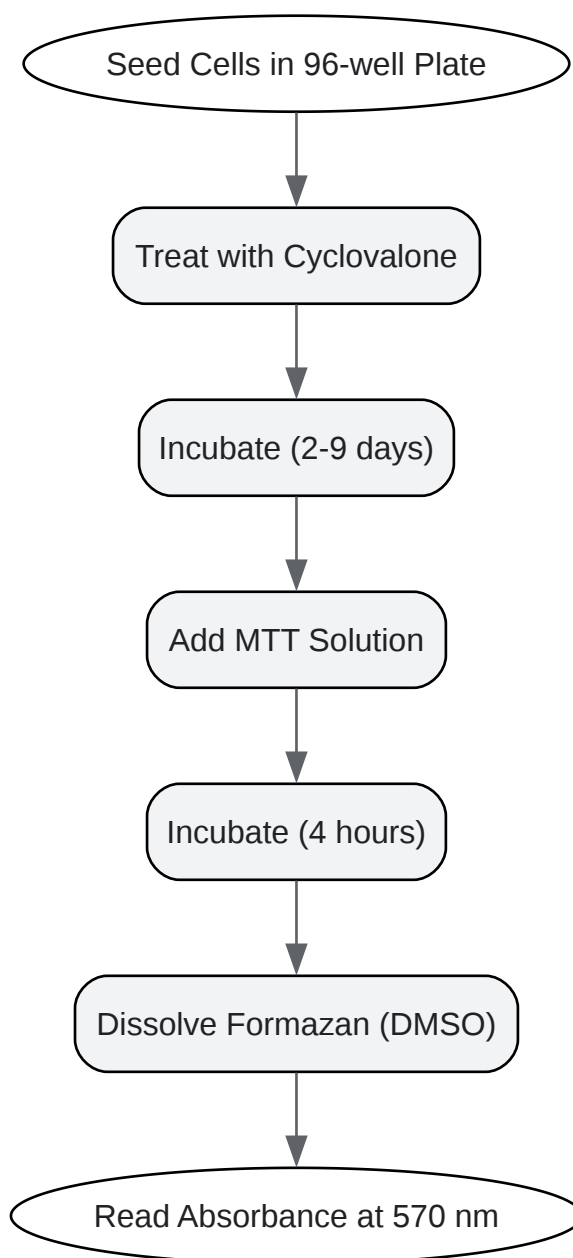 Seed Cells in 96-well Plate
Treat with Cyclovalone
Incubate (2-9 days)
Add MTT Solution
Incubate (4 hours)
Dissolve Formazan (DMSO)
Read Absorbance at 570 nm